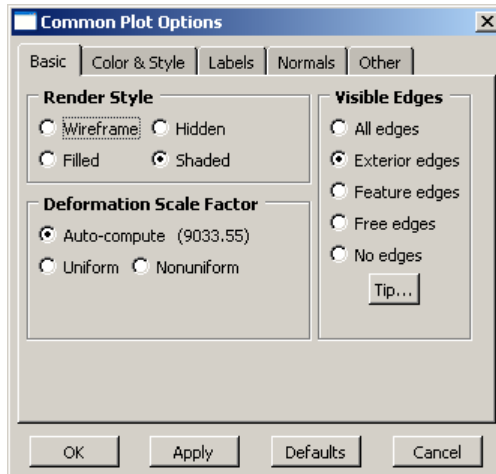 Common Plot Options
Basic Color & Style Labels Normals Other
Render Style
Wireframe Hidden
Filled Shaded
Deformation Scale Factor
Auto-compute (9033.55)
Uniform Nonuniform
Visible Edges
All edges
Exterior edges
Feature edges
Free edges
No edges
Tip...
OK Apply Defaults Cancel